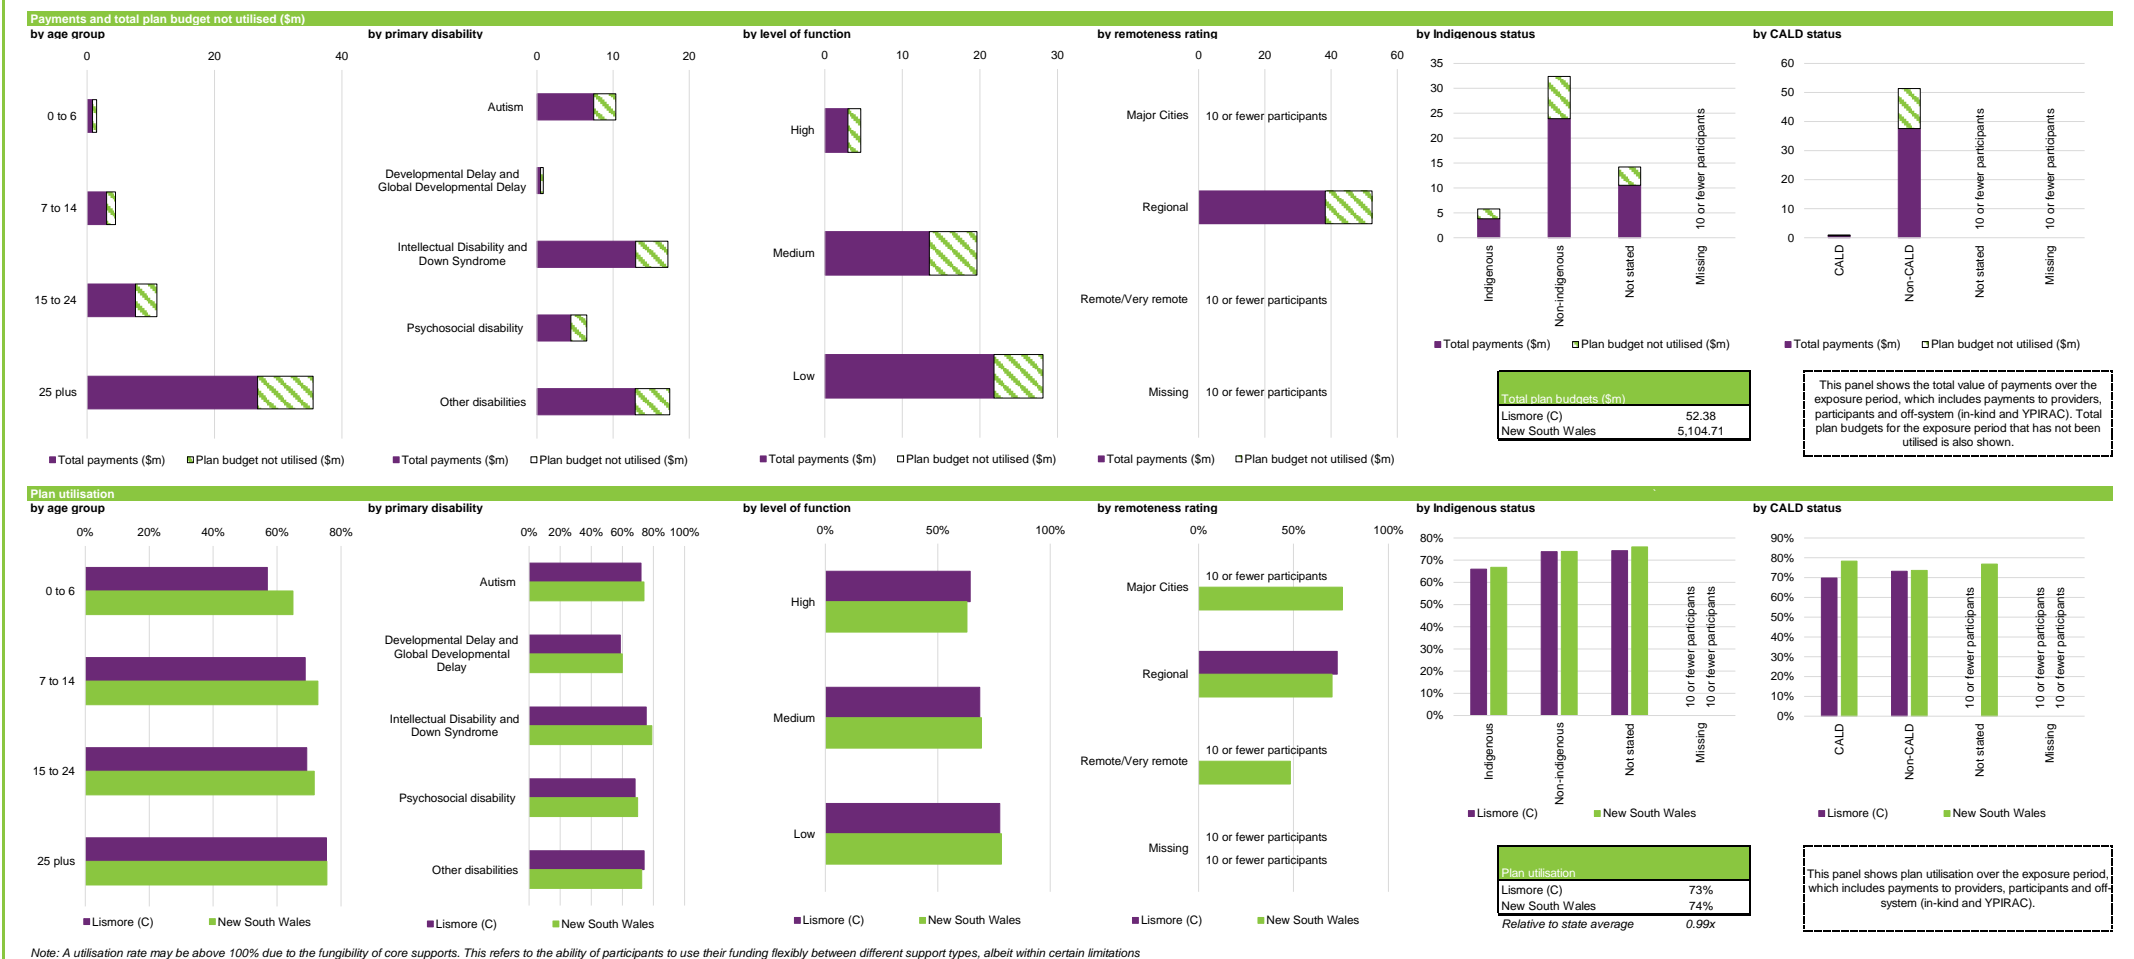 Payments and total plan budget not utilised ($m)
by age group
0 20 40
0 to 6
7 to 14
15 to 24
25 plus
Total payments ($m) Plan budget not utilised ($m)
by primary disability
0 10 20
Autism
Developmental Delay and
Global Developmental Delay
Intellectual Disability and
Down Syndrome
Psychosocial disability
Other disabilities
Total payments ($m) Plan budget not utilised ($m)
by level of function
0 10 20 30
High
Medium
Low
Total payments ($m) Plan budget not utilised ($m)
by remoteness rating
0 20 40 60
Major Cities 10 or fewer participants
Regional
Remote/Very remote 10 or fewer participants
Missing 10 or fewer participants
Total payments ($m) Plan budget not utilised ($m)
by Indigenous status
35
30
25
20
15
10
5
0
10 or fewer participants
Indigenous
Non-indigenous
Not stated
Missing
Total payments ($m) Plan budget not utilised ($m)
Total plan budgets ($m)
Lismore (C) 52.38
New South Wales 5,104.71
by CALD status
60
50
40
30
20
10
0
10 or fewer participants
10 or fewer participants
CALD
Non-CALD
Not stated
Missing
Total payments ($m) Plan budget not utilised ($m)
This panel shows the total value of payments over the
exposure period, which includes payments to providers,
participants and off-system (in-kind and YPIRAC). Total
plan budgets for the exposure period that has not been
utilised is also shown.
Plan utilisation
by age group
0% 20% 40% 60% 80%
0 to 6
7 to 14
15 to 24
25 plus
Lismore (C) New South Wales
by primary disability
0% 20% 40% 60% 80% 100%
Autism
Developmental Delay and
Global Developmental
Delay
Intellectual Disability and
Down Syndrome
Psychosocial disability
Other disabilities
Lismore (C) New South Wales
by level of function
0% 50% 100%
High
Medium
Low
Lismore (C) New South Wales
by remoteness rating
0% 50% 100%
10 or fewer participants
Major Cities
Regional
10 or fewer participants
Remote/Very remote
10 or fewer participants
Missing
10 or fewer participants
Lismore (C) New South Wales
by Indigenous status
80%
70%
60%
50%
40%
30%
20%
10%
0%
10 or fewer participants
10 or fewer participants
Indigenous
Non-indigenous
Not stated
Missing
Lismore (C) New South Wales
Plan utilisation
Lismore (C) 73%
New South Wales 74%
Relative to state average 0.99x
by CALD status
90%
80%
70%
60%
50%
40%
30%
20%
10%
0%
10 or fewer participants
10 or fewer participants
10 or fewer participants
CALD
Non-CALD
Not stated
Missing
Lismore (C) New South Wales
This panel shows plan utilisation over the exposure period,
which includes payments to providers, participants and off-
system (in-kind and YPIRAC).
Note: A utilisation rate may be above 100% due to the fungibility of core supports. This refers to the ability of participants to use their funding flexibly between different support types, albeit within certain limitations